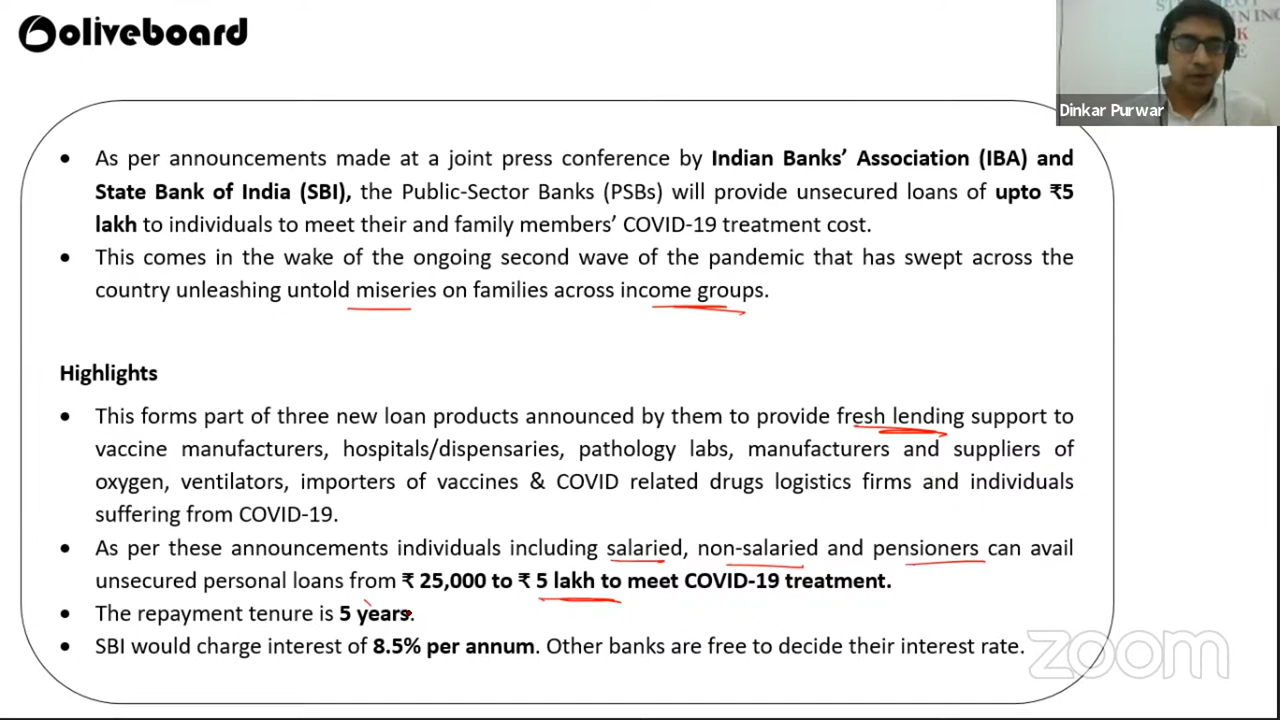 oliveboard
Dinkar Purwar
• As per announcements made at a joint press conference by Indian Banks’ Association (IBA) and
State Bank of India (SBI), the Public-Sector Banks (PSBs) will provide unsecured loans of upto ₹5
lakh to individuals to meet their and family members’ COVID-19 treatment cost.
• This comes in the wake of the ongoing second wave of the pandemic that has swept across the
country unleashing untold miseries on families across income groups.
Highlights
• This forms part of three new loan products announced by them to provide fresh lending support to
vaccine manufacturers, hospitals/dispensaries, pathology labs, manufacturers and suppliers of
oxygen, ventilators, importers of vaccines & COVID related drugs logistics firms and individuals
suffering from COVID-19.
• As per these announcements individuals including salaried, non-salaried and pensioners can avail
unsecured personal loans from ₹ 25,000 to ₹ 5 lakh to meet COVID-19 treatment.
• The repayment tenure is 5 years.
• SBI would charge interest of 8.5% per annum. Other banks are free to decide their interest rate.
zoom